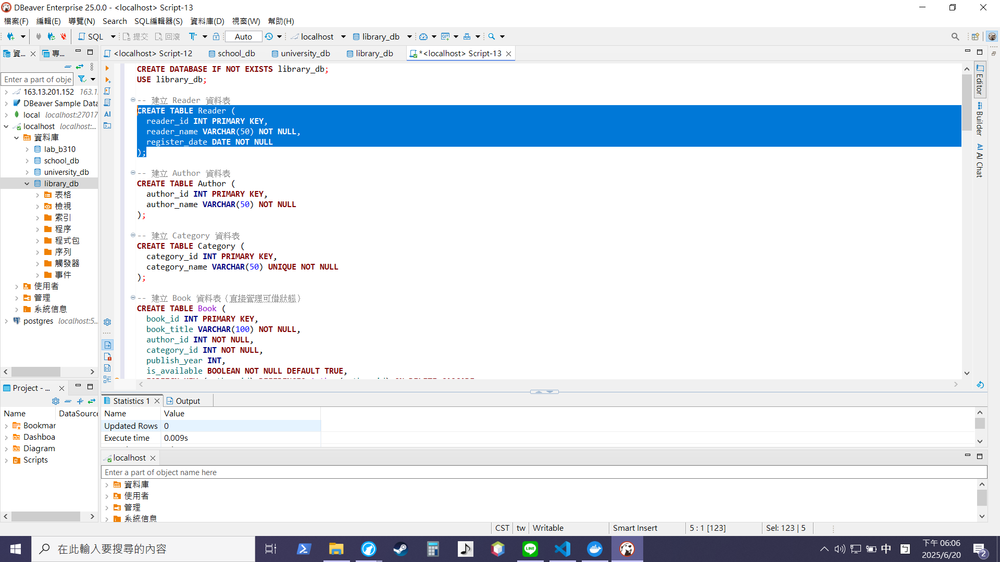 DBeaver Enterprise 25.0.0 - <localhost> Script-13
檔案(F) 編輯(E) 導覽(N) Search SQL編輯器(S) 資料庫(D) 視窗(W) 幫助(H)
SQL 提交 回滾 Auto localhost library_db
資... 專...
<localhost> Script-12 school_db university_db library_db *<localhost> Script-13
Enter a part of obje
163.13.201.152 163.1
DBeaver Sample Data
local localhost:27017
localhost localhost:...
資料庫
lab_b310
school_db
university_db
library_db
表格
檢視
索引
程序
程式包
序列
觸發器
事件
使用者
管理
系統信息
postgres localhost:5...
CREATE DATABASE IF NOT EXISTS library_db;
USE library_db;
-- 建立 Reader 資料表
CREATE TABLE Reader (
reader_id INT PRIMARY KEY,
reader_name VARCHAR(50) NOT NULL,
register_date DATE NOT NULL
);
-- 建立 Author 資料表
CREATE TABLE Author (
author_id INT PRIMARY KEY,
author_name VARCHAR(50) NOT NULL
);
-- 建立 Category 資料表
CREATE TABLE Category (
category_id INT PRIMARY KEY,
category_name VARCHAR(50) UNIQUE NOT NULL
);
-- 建立 Book 資料表（直接管理可借狀態）
CREATE TABLE Book (
book_id INT PRIMARY KEY,
book_title VARCHAR(100) NOT NULL,
author_id INT NOT NULL,
category_id INT NOT NULL,
publish_year INT,
is_available BOOLEAN NOT NULL DEFAULT TRUE,
Editor
Builder
AI AI Chat
AI
Project - ...
Name DataSource
Bookmar
Dashboa
Diagram
Scripts
Statistics 1 Output
Name Value
Updated Rows 0
Execute time 0.009s
localhost
Enter a part of object name here
資料庫
使用者
管理
系統信息
CST tw Writable Smart Insert 5 : 1 [123] Sel: 123 | 5
在此輸入要搜尋的內容
LINE
中
下午 06:06
2025/6/20
2